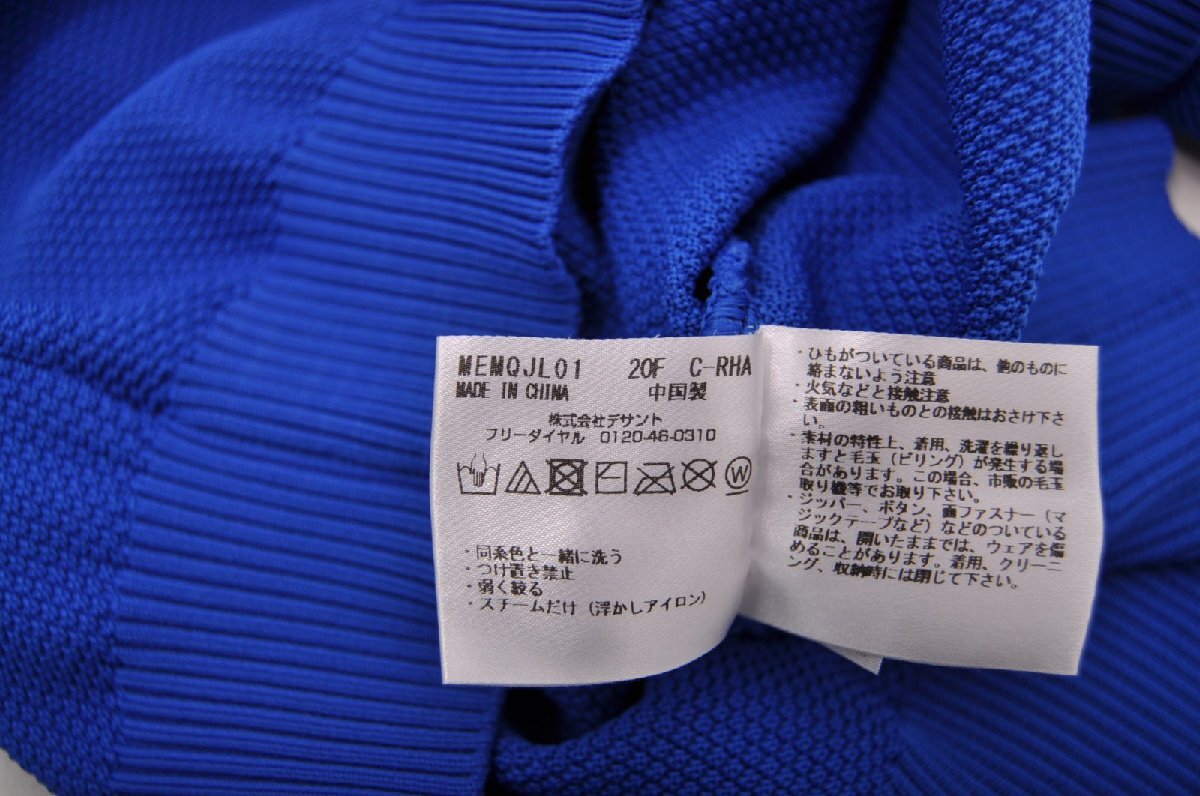 MEMQJL01 20F C-RHA
MADE IN CHINA 中国製
株式会社デサント
フリーダイヤル 0120-46-0310
W
・同系色と一緒に洗う
・つけ置き禁止
・弱く絞る
・スチームだけ（浮かしアイロン）
・ひもがついている商品は、他のものに
絡まないよう注意
・火気などと接触注意
・表面の粗いものとの接触はおさけ下さ
い。
・素材の特性上、着用、洗濯を繰り返し
ますと毛玉（ピリング）が発生する場
合があります。この場合、市販の毛玉
取り機等でお取り下さい。
・ジッパー、ボタン、面ファスナー（マ
ジックテープなど）などのついている
商品は、開いたままでは、ウェアを傷
めることがあります。着用、クリーニ
ング、収納時には閉じて下さい。